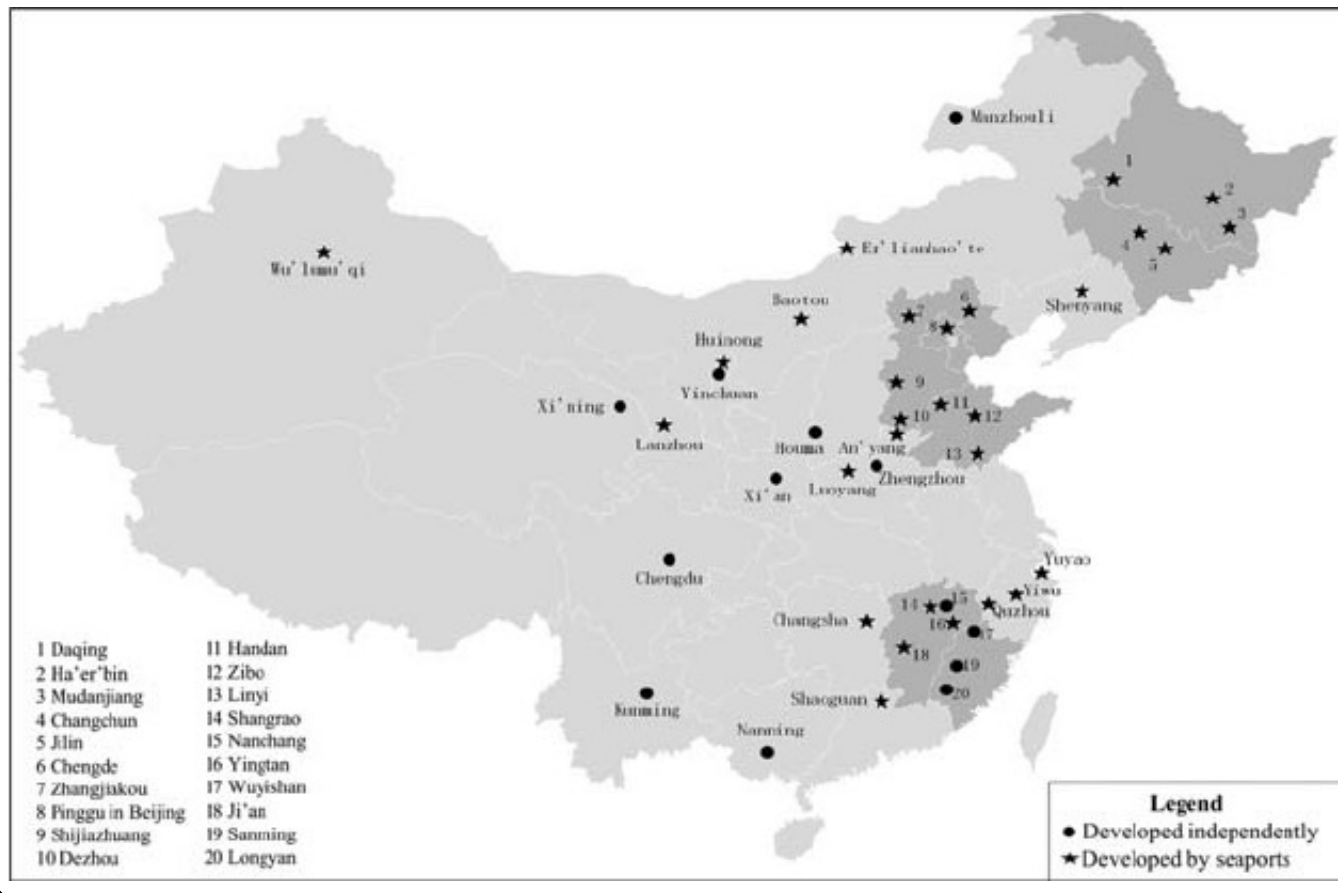 Manzhouli
1
2
3
4
5
Er'lianhao'te
Wu'lumu'qi
Shenyang
Baotou
6
7
8
Huinong
Yinchuan
9
Xi'ning
10
11
12
Lanzhou
Houma
An'yang
13
Zhengzhou
Luoyang
Xi'an
Chengdu
Yuyao
Yiwu
Quzhou
14
15
16
17
Changsha
18
19
20
Shaoguan
Kunming
Nanning
1 Daqing
2 Ha'er'bin
3 Mudanjiang
4 Changchun
5 Jilin
6 Chengde
7 Zhangjiakou
8 Pinggu in Beijing
9 Shijiazhuang
10 Dezhou
11 Handan
12 Zibo
13 Linyi
14 Shangrao
15 Nanchang
16 Yingtan
17 Wuyishan
18 Ji'an
19 Sanming
20 Longyan
Legend
Developed independently
Developed by seaports